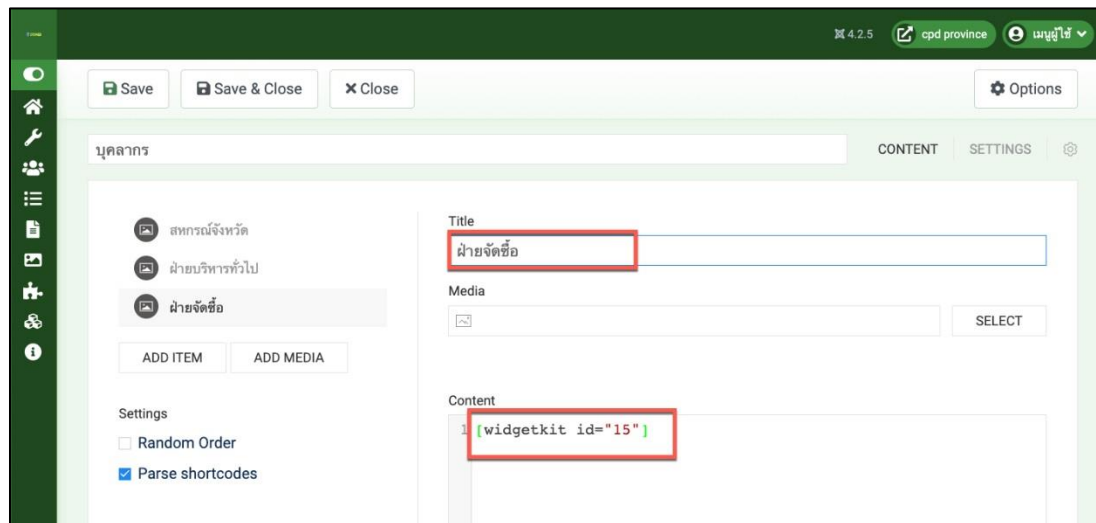 4.2.5 cpd province เมนูผู้ใช้
Save Save & Close Close Options
บุคลากร CONTENT SETTINGS
สหกรณ์จังหวัด
ฝ่ายบริหารทั่วไป
ฝ่ายจัดซื้อ
ADD ITEM ADD MEDIA
Settings
Random Order
Parse shortcodes
Title
ฝ่ายจัดซื้อ
Media
SELECT
Content
1 [widgetkit id="15"]